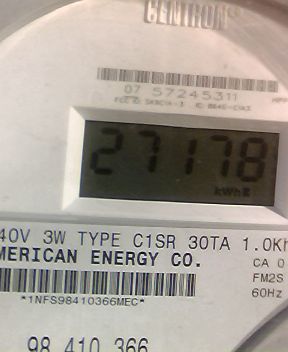 CENTRON
07 57245311
27178
kWh
40V 3W TYPE C1SR 30TA 1.0Kh
MERICAN ENERGY CO.
CA 0
FM2S
60Hz
*1NFS98410366MEC*
98 410 366